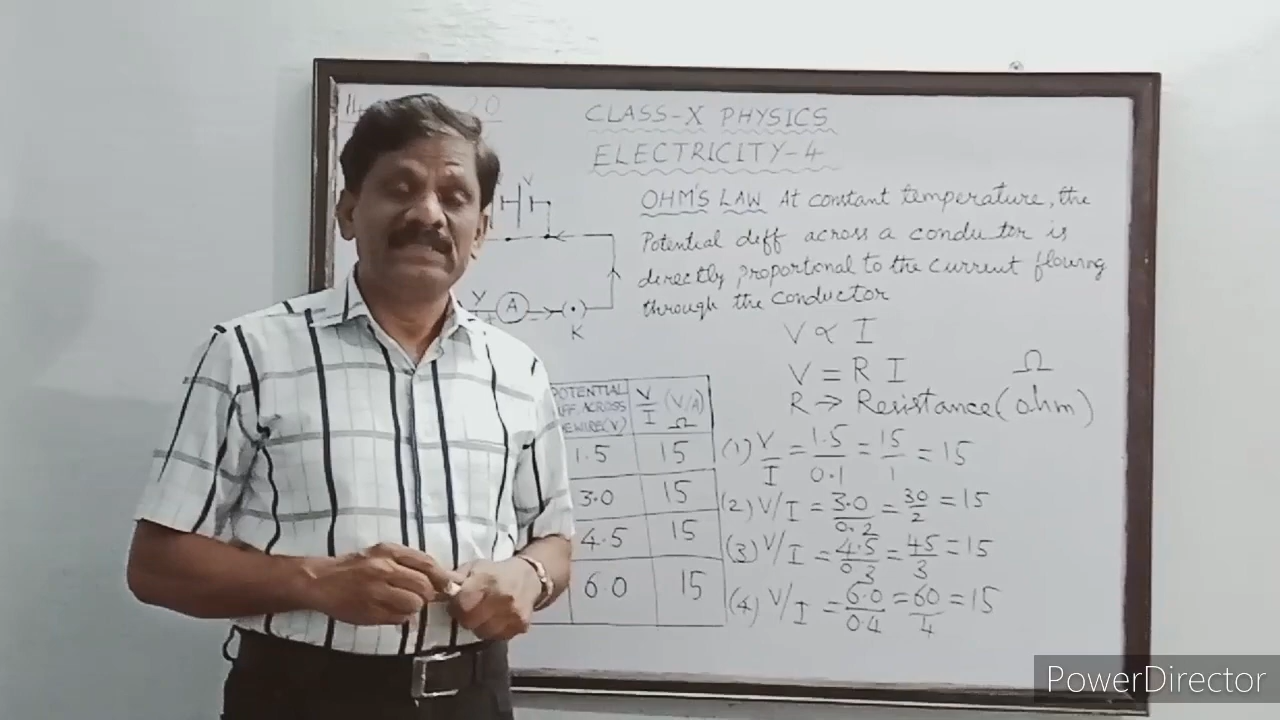 CLASS-X PHYSICS
ELECTRICITY-4
OHM'S LAW At constant temperature, the
Potential diff across a conductor is
directly proportional to the current flowing
through the conductor
V ∝ I
V = R I
Ω
R → Resistance (ohm)
V
Y
A
K
POTENTIAL
ACROSS
WIRE(V)
V/I (V/A)
Ω
1.5 15
3.0 15
4.5 15
6.0 15
(1) V/I = 1.5/0.1 = 15/1 = 15
(2) V/I = 3.0/0.2 = 30/2 = 15
(3) V/I = 4.5/0.3 = 45/3 = 15
(4) V/I = 6.0/0.4 = 60/4 = 15
PowerDirector